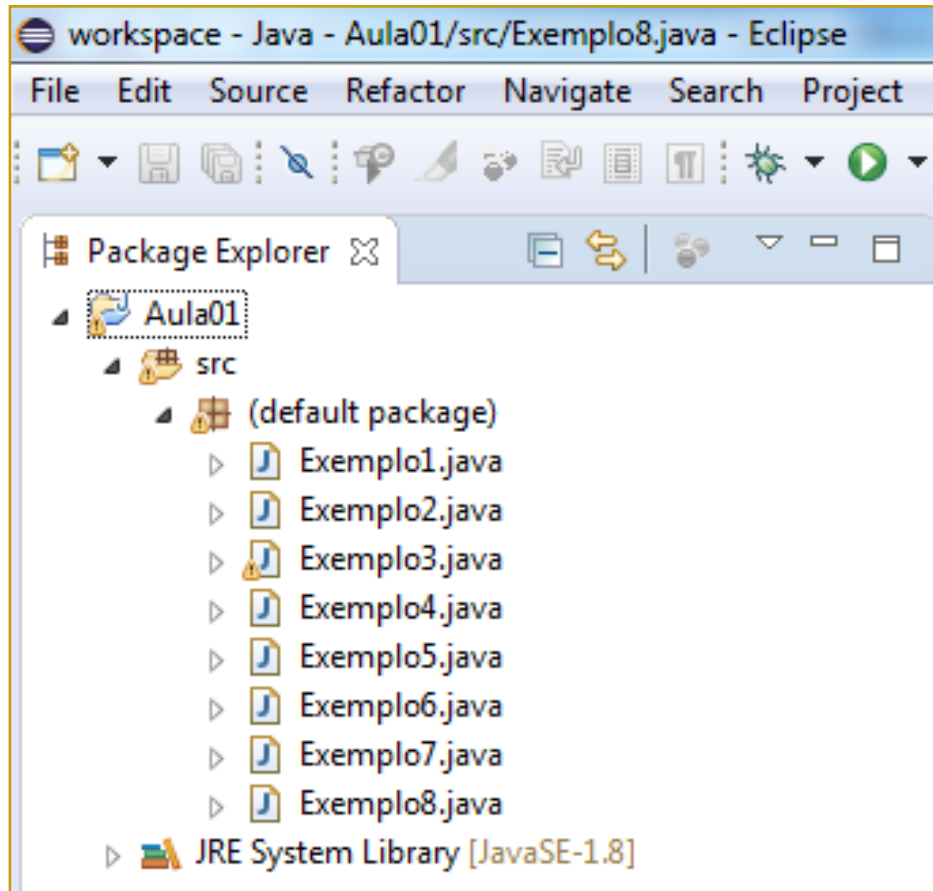 workspace - Java - Aula01/src/Exemplo8.java - Eclipse
File Edit Source Refactor Navigate Search Project
Package Explorer
Aula01
src
(default package)
Exemplo1.java
Exemplo2.java
Exemplo3.java
Exemplo4.java
Exemplo5.java
Exemplo6.java
Exemplo7.java
Exemplo8.java
JRE System Library [JavaSE-1.8]